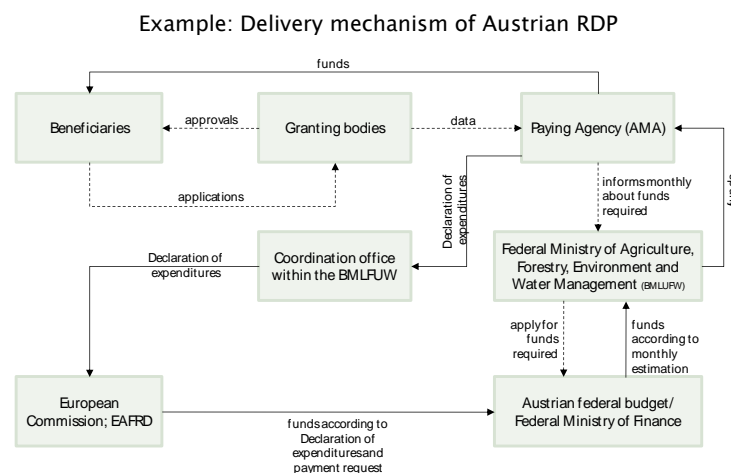 Example: Delivery mechanism of Austrian RDP
funds
Beneficiaries
approvals
Granting bodies
data
Paying Agency (AMA)
applications
Declaration of
expenditures
informs monthly
about funds
required
funds
Declaration of
expenditures
Coordination office
within the BMLFUW
Federal Ministry of Agriculture,
Forestry, Environment and
Water Management (BMLUFW)
apply for
funds
required
funds
according to
monthly
estimation
European
Commission; EAFRD
funds according to
Declaration of
expenditures and
payment request
Austrian federal budget/
Federal Ministry of Finance